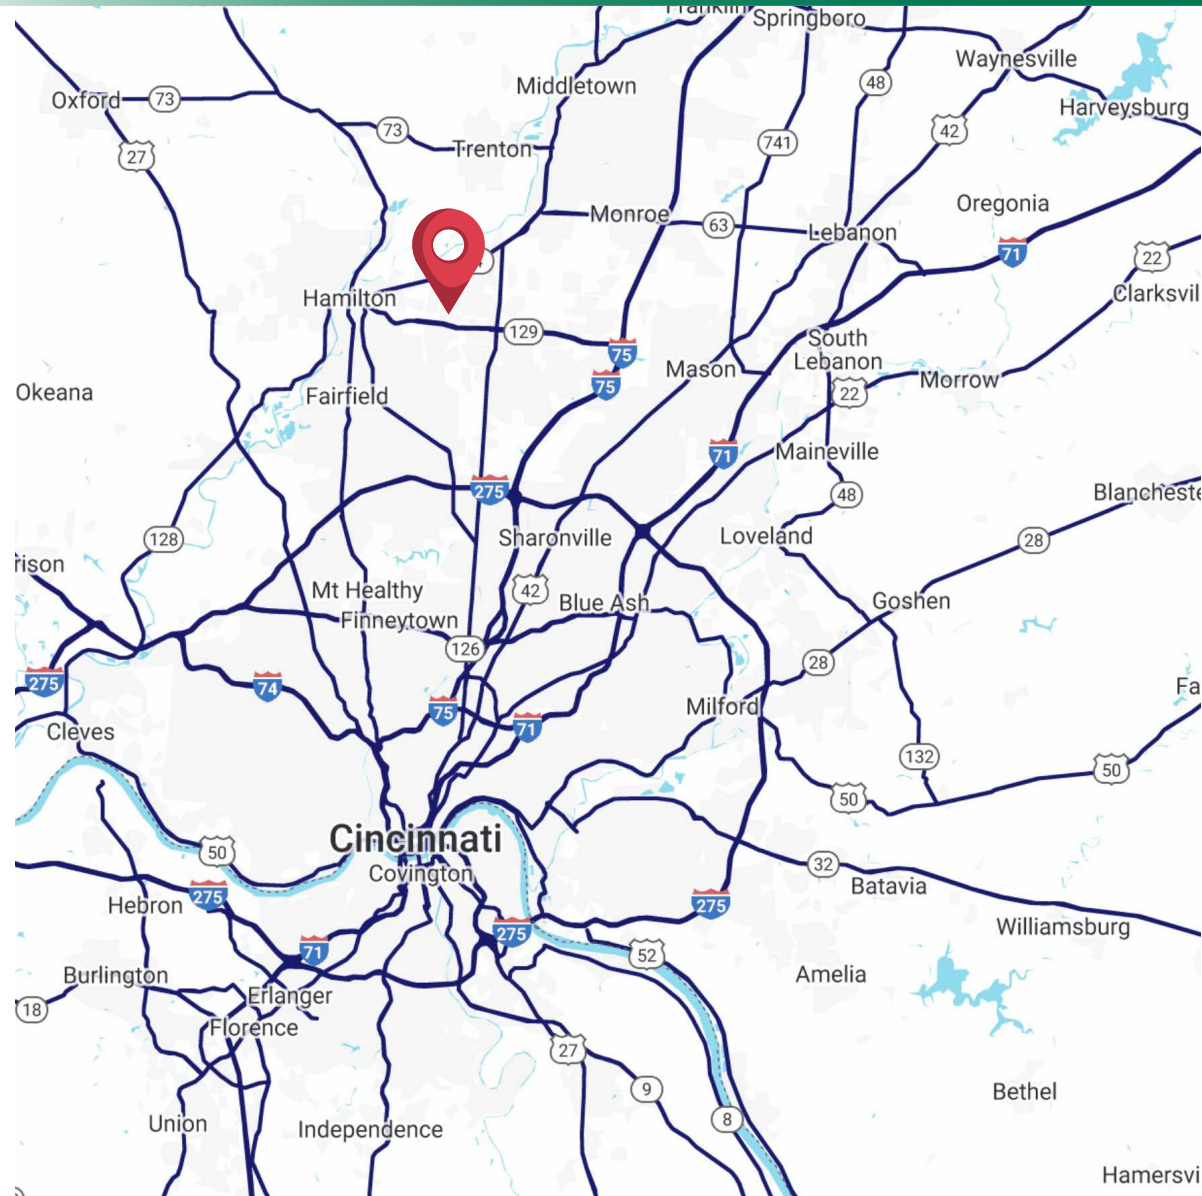 Franklin
Springboro
Waynesville
Middletown
48
Oxford
73
Harveysburg
73
42
741
Trenton
27
Oregonia
Monroe
63
Lebanon
71
22
Hamilton
129
South
Lebanon
75
Mason
75
Morrow
22
Okeana
Fairfield
71
Maineville
275
48
128
Sharonville
Loveland
28
Mt Healthy
42
Blue Ash
Goshen
Finneytown
126
28
275
74
75
71
Milford
Cleves
132
50
50
Cincinnati
50
Covington
32
Batavia
275
Hebron
275
275
Williamsburg
71
52
Burlington
Amelia
Erlanger
18
Florence
27
9
Bethel
8
Union
Independence